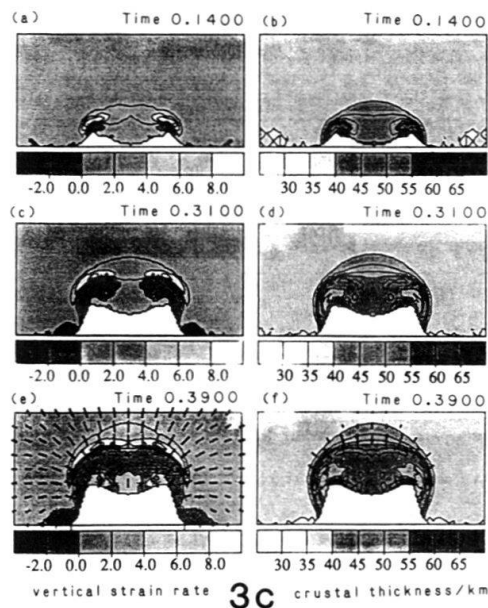 (a) Time 0.1400 (b) Time 0.1400
-2.0 0.0 2.0 4.0 6.0 8.0 30 35 40 45 50 55 60 65
(c) Time 0.3100 (d) Time 0.3100
-2.0 0.0 2.0 4.0 6.0 8.0 30 35 40 45 50 55 60 65
(e) Time 0.3900 (f) Time 0.3900
-2.0 0.0 2.0 4.0 6.0 8.0 30 35 40 45 50 55 60 65
vertical strain rate 3c crustal thickness/km